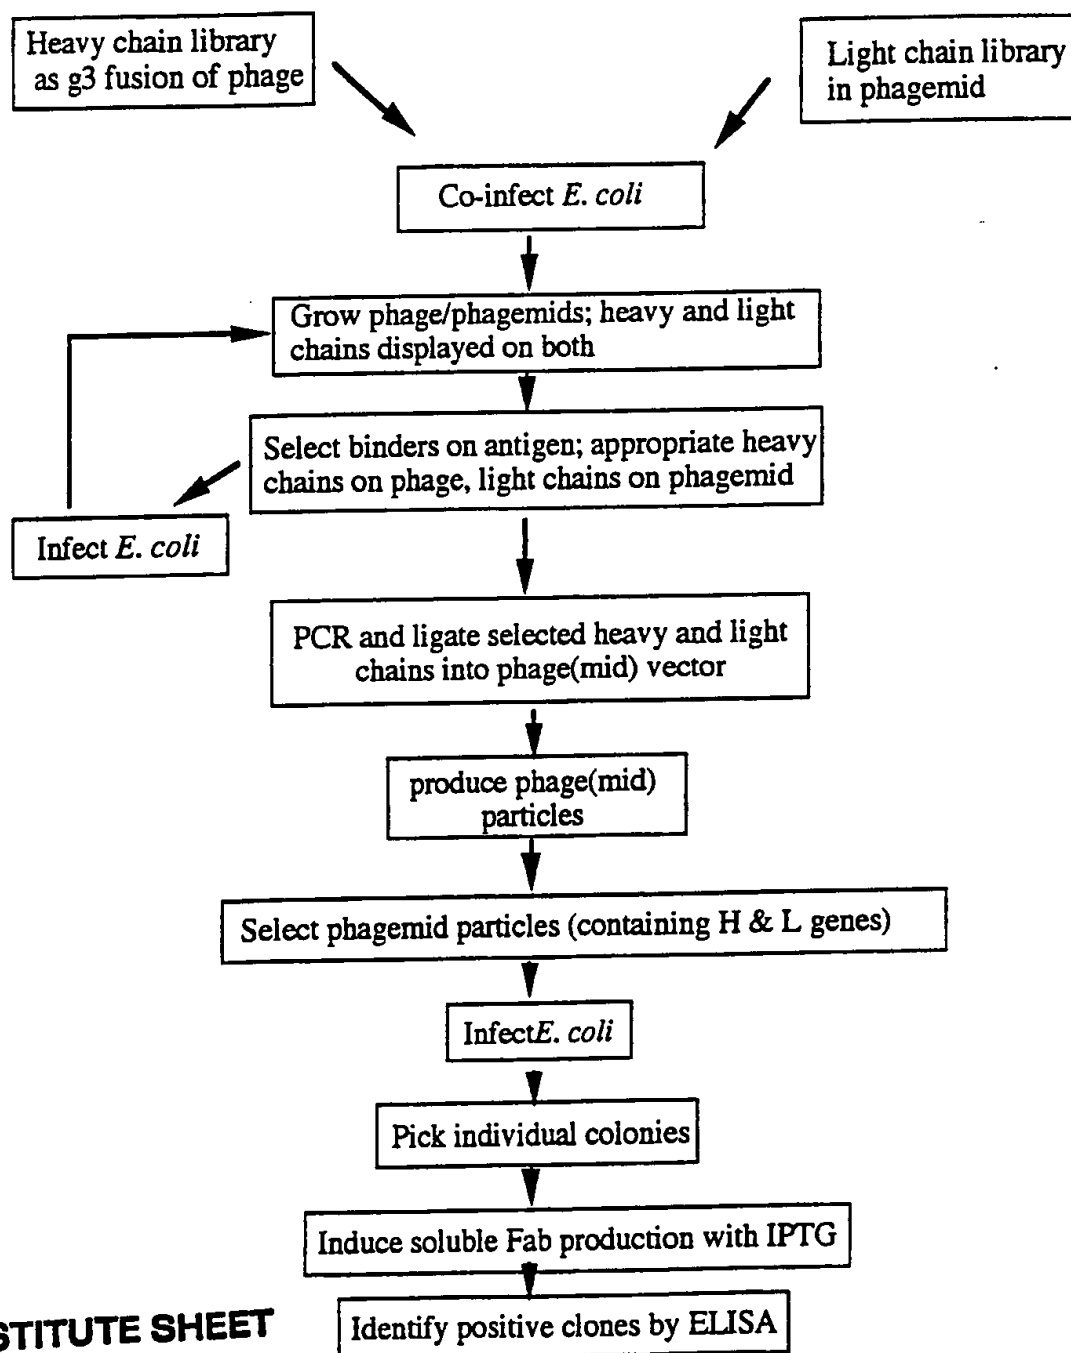 Heavy chain library
as g3 fusion of phage
Light chain library
in phagemid
Co-infect E. coli
Grow phage/phagemids; heavy and light
chains displayed on both
Select binders on antigen; appropriate heavy
chains on phage, light chains on phagemid
Infect E. coli
PCR and ligate selected heavy and light
chains into phage(mid) vector
produce phage(mid)
particles
Select phagemid particles (containing H & L genes)
InfectE. coli
Pick individual colonies
Induce soluble Fab production with IPTG
Identify positive clones by ELISA
STITUTE SHEET